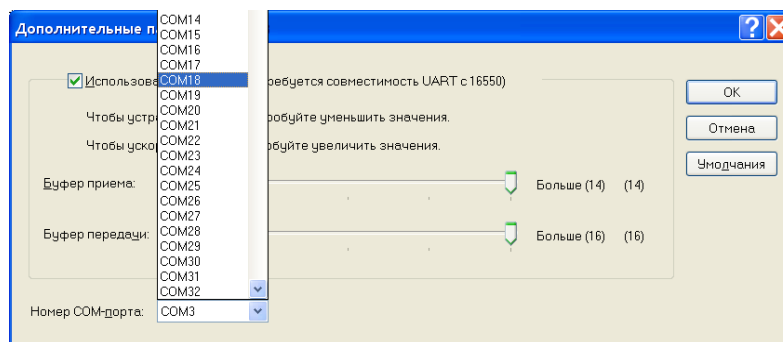 Дополнительные п
COM14
COM15
COM16
COM17
COM18
COM19
COM20
COM21
COM22
COM23
COM24
COM25
COM26
COM27
COM28
COM29
COM30
COM31
COM32
Использова
ребуется совместимость UART с 16550)
Чтобы устра
робуйте уменьшить значения.
Чтобы уско
обуйте увеличить значения.
Буфер приема:
Больше (14) (14)
Буфер передачи:
Больше (16) (16)
Номер COM-порта: COM3
OK
Отмена
Умолчания